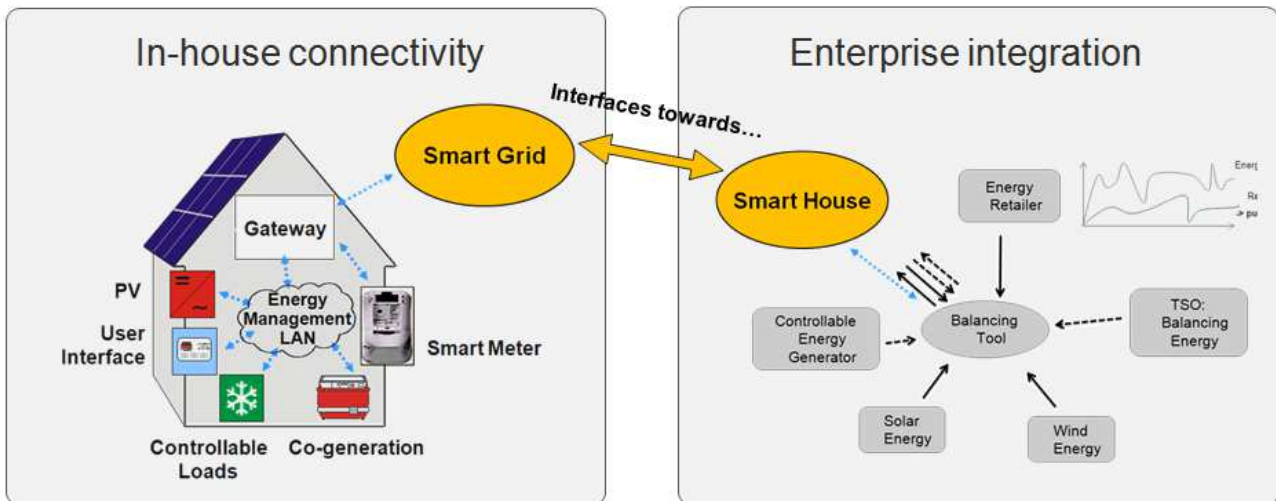 In-house connectivity
Smart Grid
Gateway
PV
User
Interface
Energy
Management
LAN
Smart Meter
Controllable
Loads
Co-generation
Interfaces towards...
Enterprise integration
Smart House
Energy
Retailer
Controllable
Energy
Generator
Balancing
Tool
TSO:
Balancing
Energy
Solar
Energy
Wind
Energy